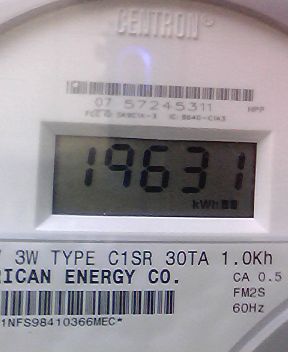 CENTRON
07 57245311
19631
kWh
3W TYPE C1SR 30TA 1.0Kh
RICAN ENERGY CO.
CA 0.5
FM2S
60Hz
1NFS98410366MEC*